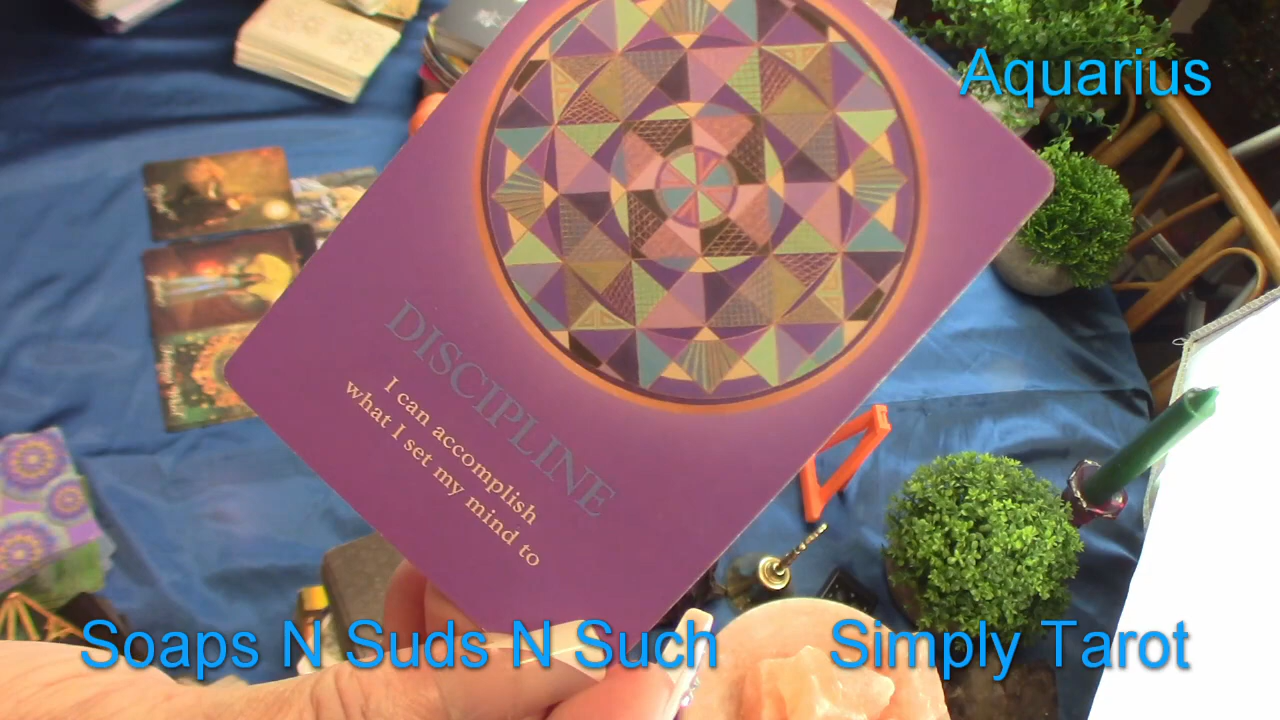 Aquarius
DISCIPLINE
I can accomplish
what I set my mind to
Soaps N Suds N Such
Simply Tarot